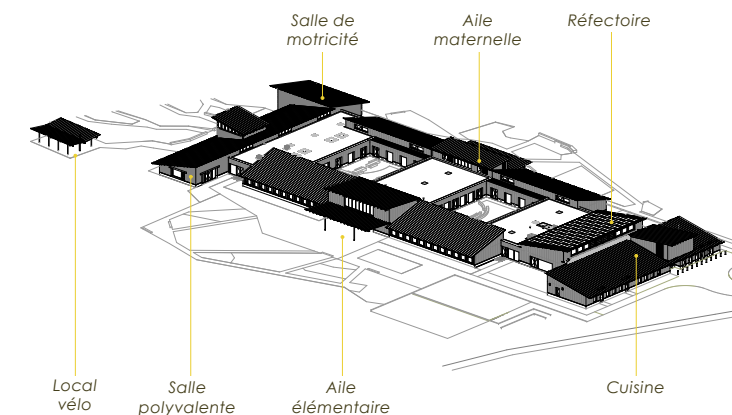 Salle de
motricité
Aile
maternelle
Réfectoire
Local
vélo
Salle
polyvalente
Aile
élémentaire
Cuisine